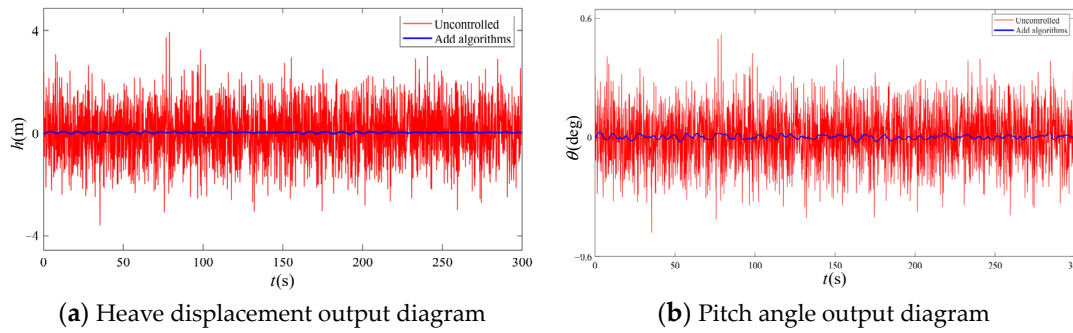 4
0
−4
h(m)
Uncontrolled
Add algorithms
0 50 100 150 200 250 300
t(s)
(a) Heave displacement output diagram
0.6
0
−0.6
θ(deg)
Uncontrolled
Add algorithms
0 50 100 150 200 250 300
t(s)
(b) Pitch angle output diagram